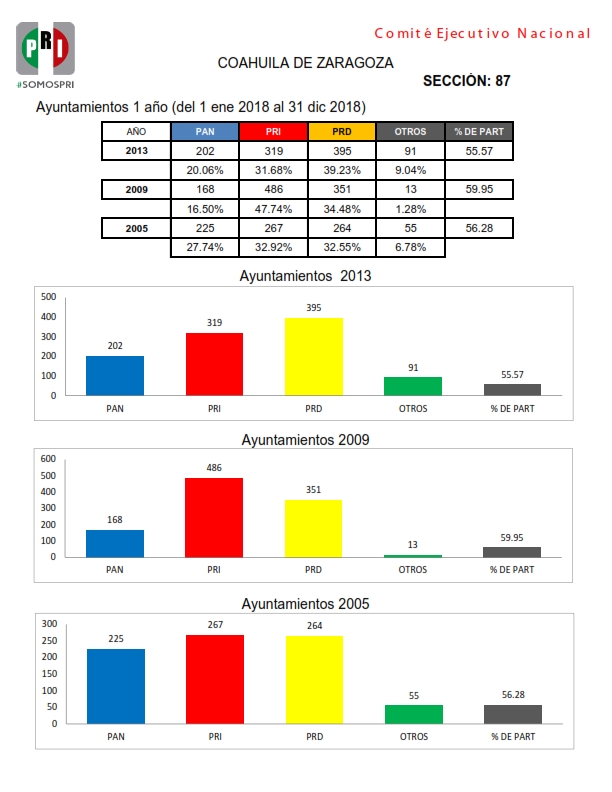 Comité Ejecutivo Nacional
PRI
#SOMOSPRI
COAHUILA DE ZARAGOZA
SECCIÓN: 87
Ayuntamientos 1 año (del 1 ene 2018 al 31 dic 2018)
AÑO PAN PRI PRD OTROS % DE PART
2013 202 319 395 91 55.57
20.06% 31.68% 39.23% 9.04%
2009 168 486 351 13 59.95
16.50% 47.74% 34.48% 1.28%
2005 225 267 264 55 56.28
27.74% 32.92% 32.55% 6.78%
Ayuntamientos 2013
500
400
300
200
100
0
202 319 395 91 55.57
PAN PRI PRD OTROS % DE PART
Ayuntamientos 2009
600
500
400
300
200
100
0
168 486 351 13 59.95
PAN PRI PRD OTROS % DE PART
Ayuntamientos 2005
300
250
200
150
100
50
0
225 267 264 55 56.28
PAN PRI PRD OTROS % DE PART